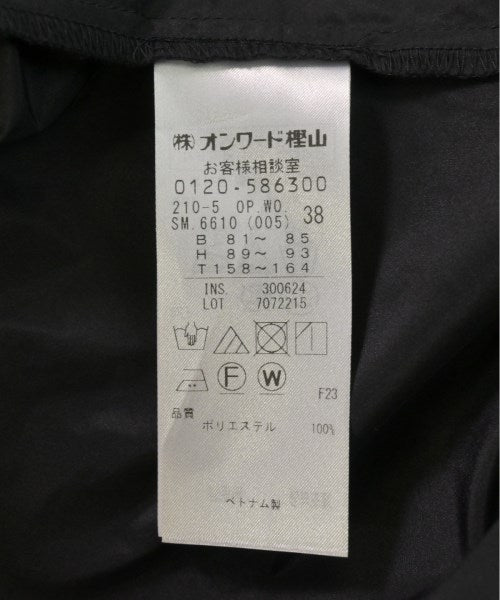 (株) オンワード樫山
お客様相談室
0120-586300
210-5 OP.WO. 38
SM.6610 (005)
B 81〜 85
H 89〜 93
T158〜164
INS. 300624
LOT 7072215
F W
F23
品質
ポリエステル 100%
ベトナム製